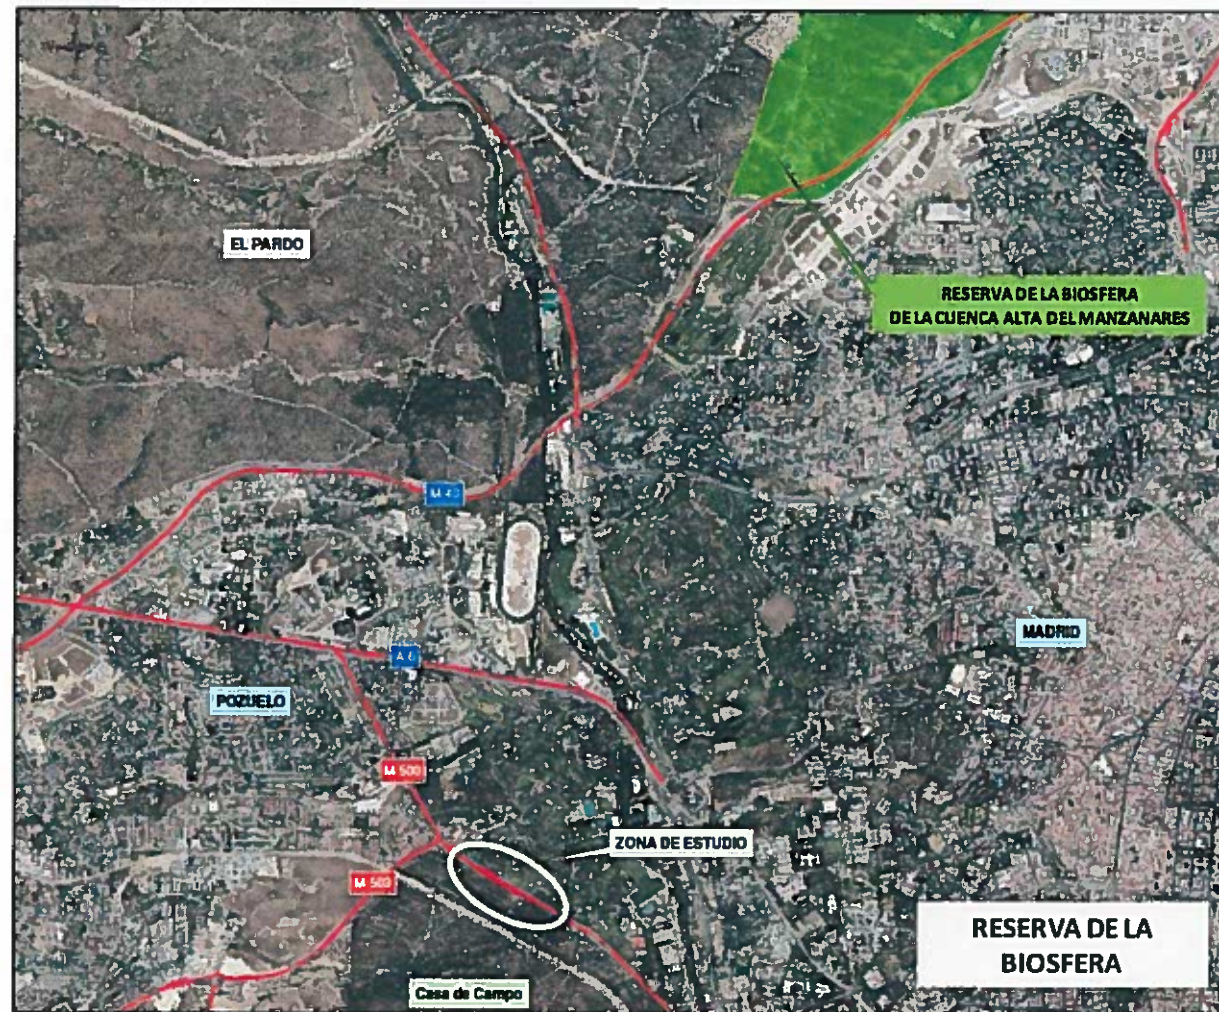 EL PARDO
RESERVA DE LA BIOSFERA
DE LA CUENCA ALTA DEL MANZANARES
M 40
MADRID
A 6
POZUELO
M 500
ZONA DE ESTUDIO
M 503
RESERVA DE LA
BIOSFERA
Casa de Campo